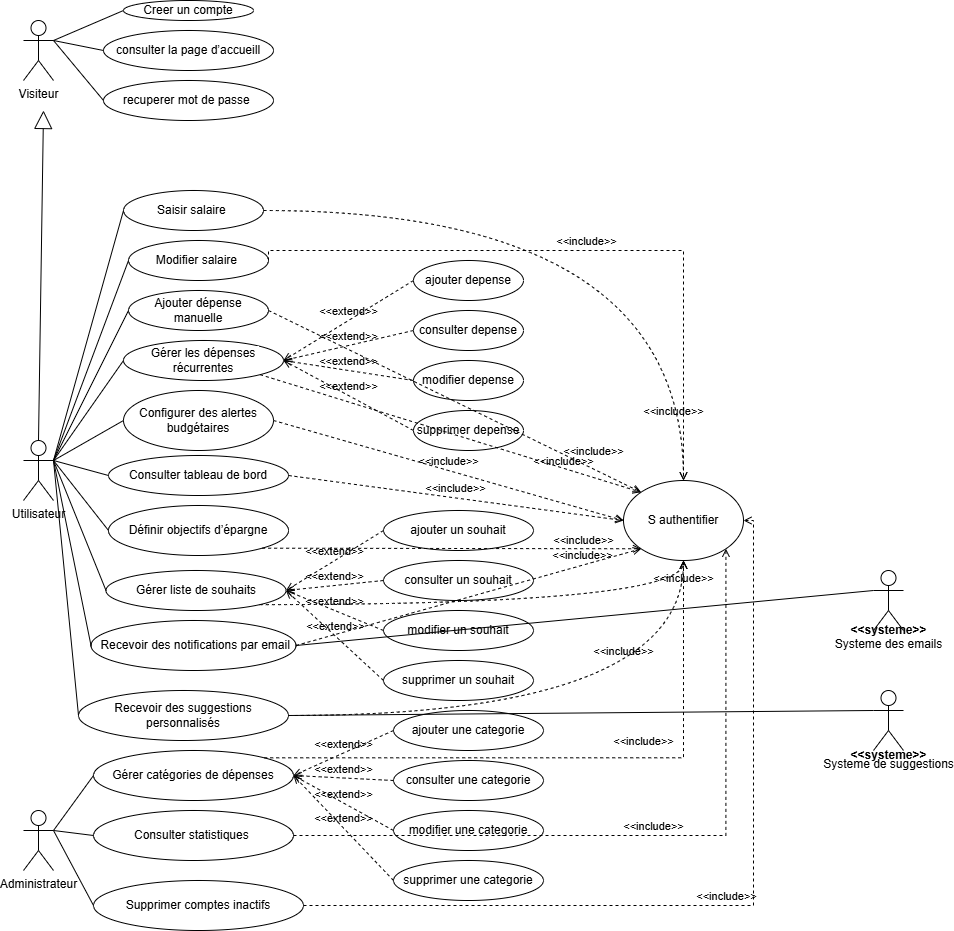 Creer un compte
consulter la page d'accueill
recuperer mot de passe
Visiteur
Saisir salaire
<<include>>
Modifier salaire
ajouter depense
Ajouter dépense
manuelle
<<extend>>
consulter depense
<<extend>>
Gérer les dépenses
récurrentes
<<extend>>
modifier depense
<<extend>>
Configurer des alertes
budgétaires
<<include>>
supprimer depense
<<include>>
<<include>>
<<include>>
Consulter tableau de bord
<<include>>
Utilisateur
S authentifier
Définir objectifs d'épargne
ajouter un souhait
<<include>>
<<extend>>
<<include>>
Gérer liste de souhaits
<<extend>>
consulter un souhait
<<include>>
<<extend>>
<<extend>>
modifier un souhait
<<systeme>>
Systeme des emails
Recevoir des notifications par email
<<include>>
supprimer un souhait
Recevoir des suggestions
personnalisés
ajouter une categorie
<<extend>>
<<include>>
<<systeme>>
Systeme de suggestions
Gérer catégories de dépenses
<<extend>>
consulter une categorie
<<extend>>
<<extend>>
modifier une categorie
<<include>>
Consulter statistiques
supprimer une categorie
Administrateur
<<include>>
Supprimer comptes inactifs